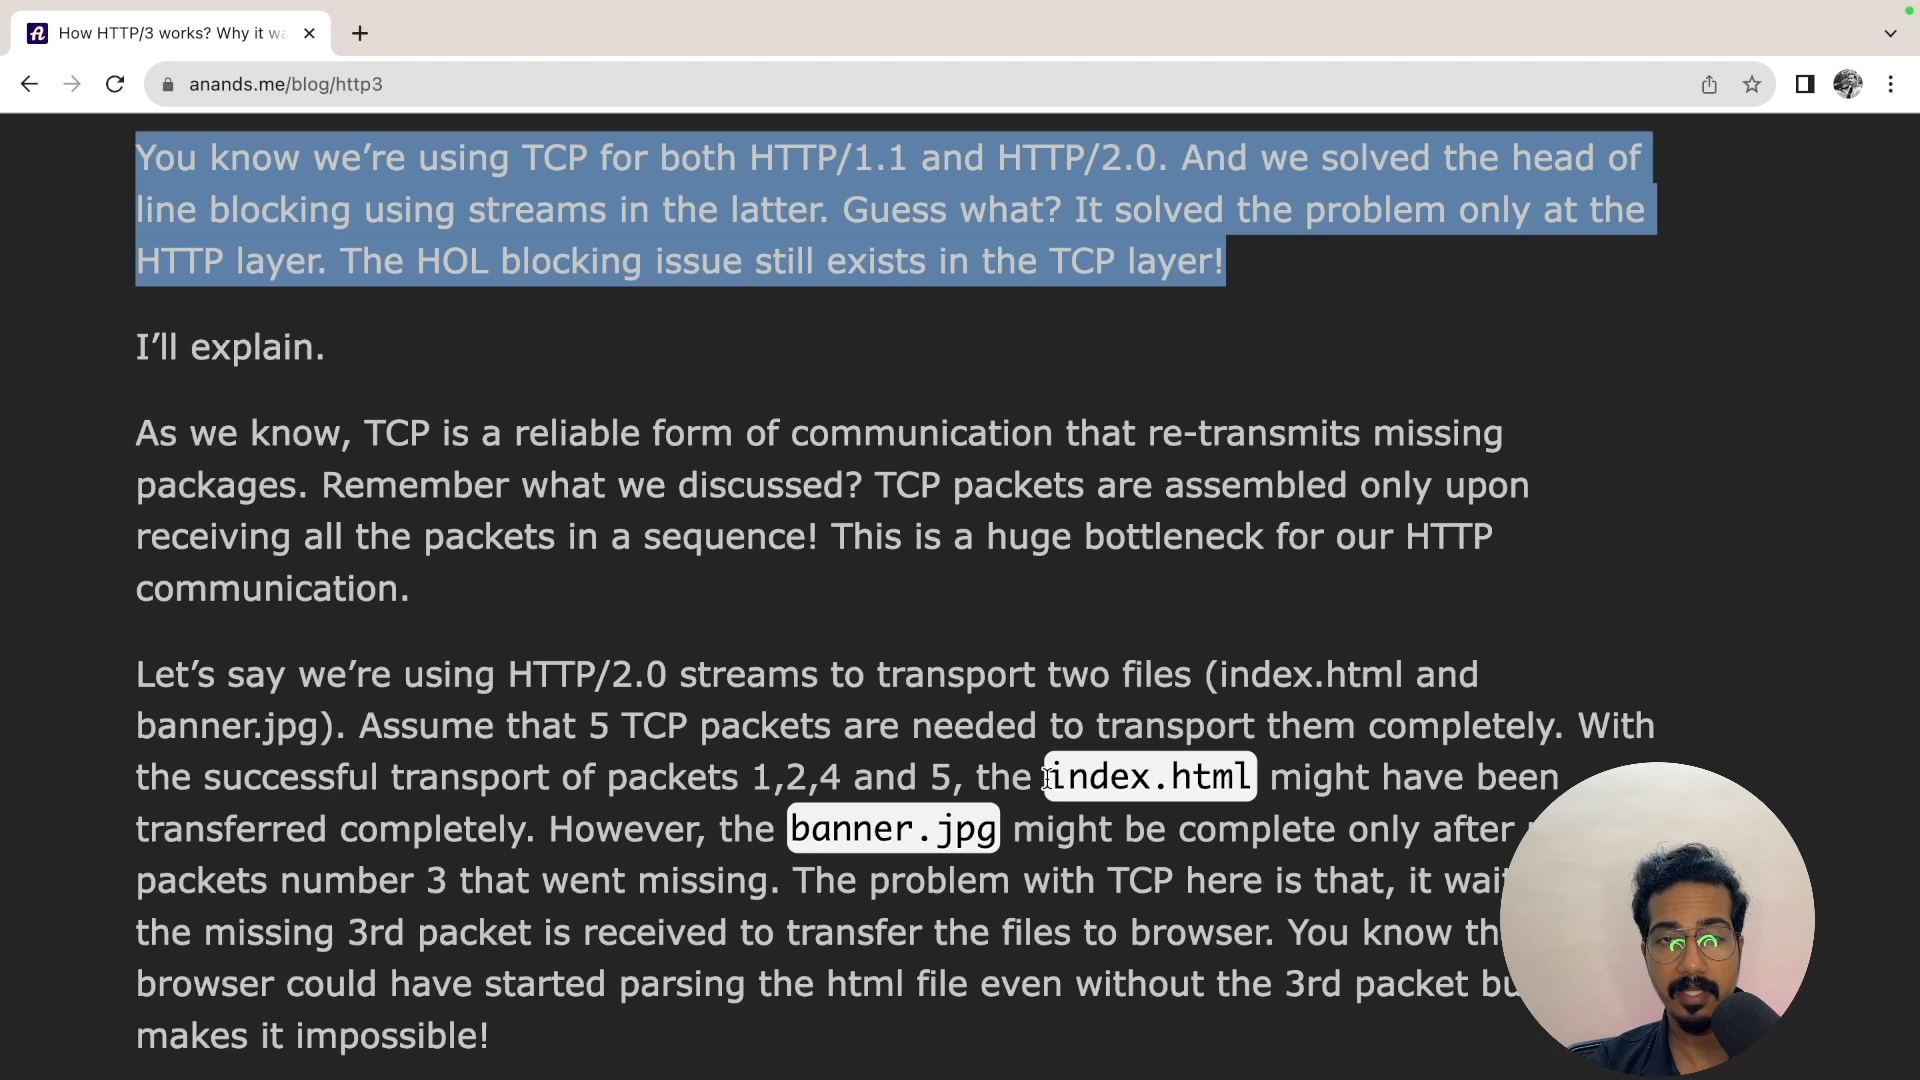 How HTTP/3 works? Why it wa
anands.me/blog/http3
You know we’re using TCP for both HTTP/1.1 and HTTP/2.0. And we solved the head of
line blocking using streams in the latter. Guess what? It solved the problem only at the
HTTP layer. The HOL blocking issue still exists in the TCP layer!
I’ll explain.
As we know, TCP is a reliable form of communication that re-transmits missing
packages. Remember what we discussed? TCP packets are assembled only upon
receiving all the packets in a sequence! This is a huge bottleneck for our HTTP
communication.
Let’s say we’re using HTTP/2.0 streams to transport two files (index.html and
banner.jpg). Assume that 5 TCP packets are needed to transport them completely. With
the successful transport of packets 1,2,4 and 5, the index.html might have been
transferred completely. However, the banner.jpg might be complete only after
packets number 3 that went missing. The problem with TCP here is that, it
the missing 3rd packet is received to transfer the files to browser. You know
browser could have started parsing the html file even without the 3rd packet
makes it impossible!